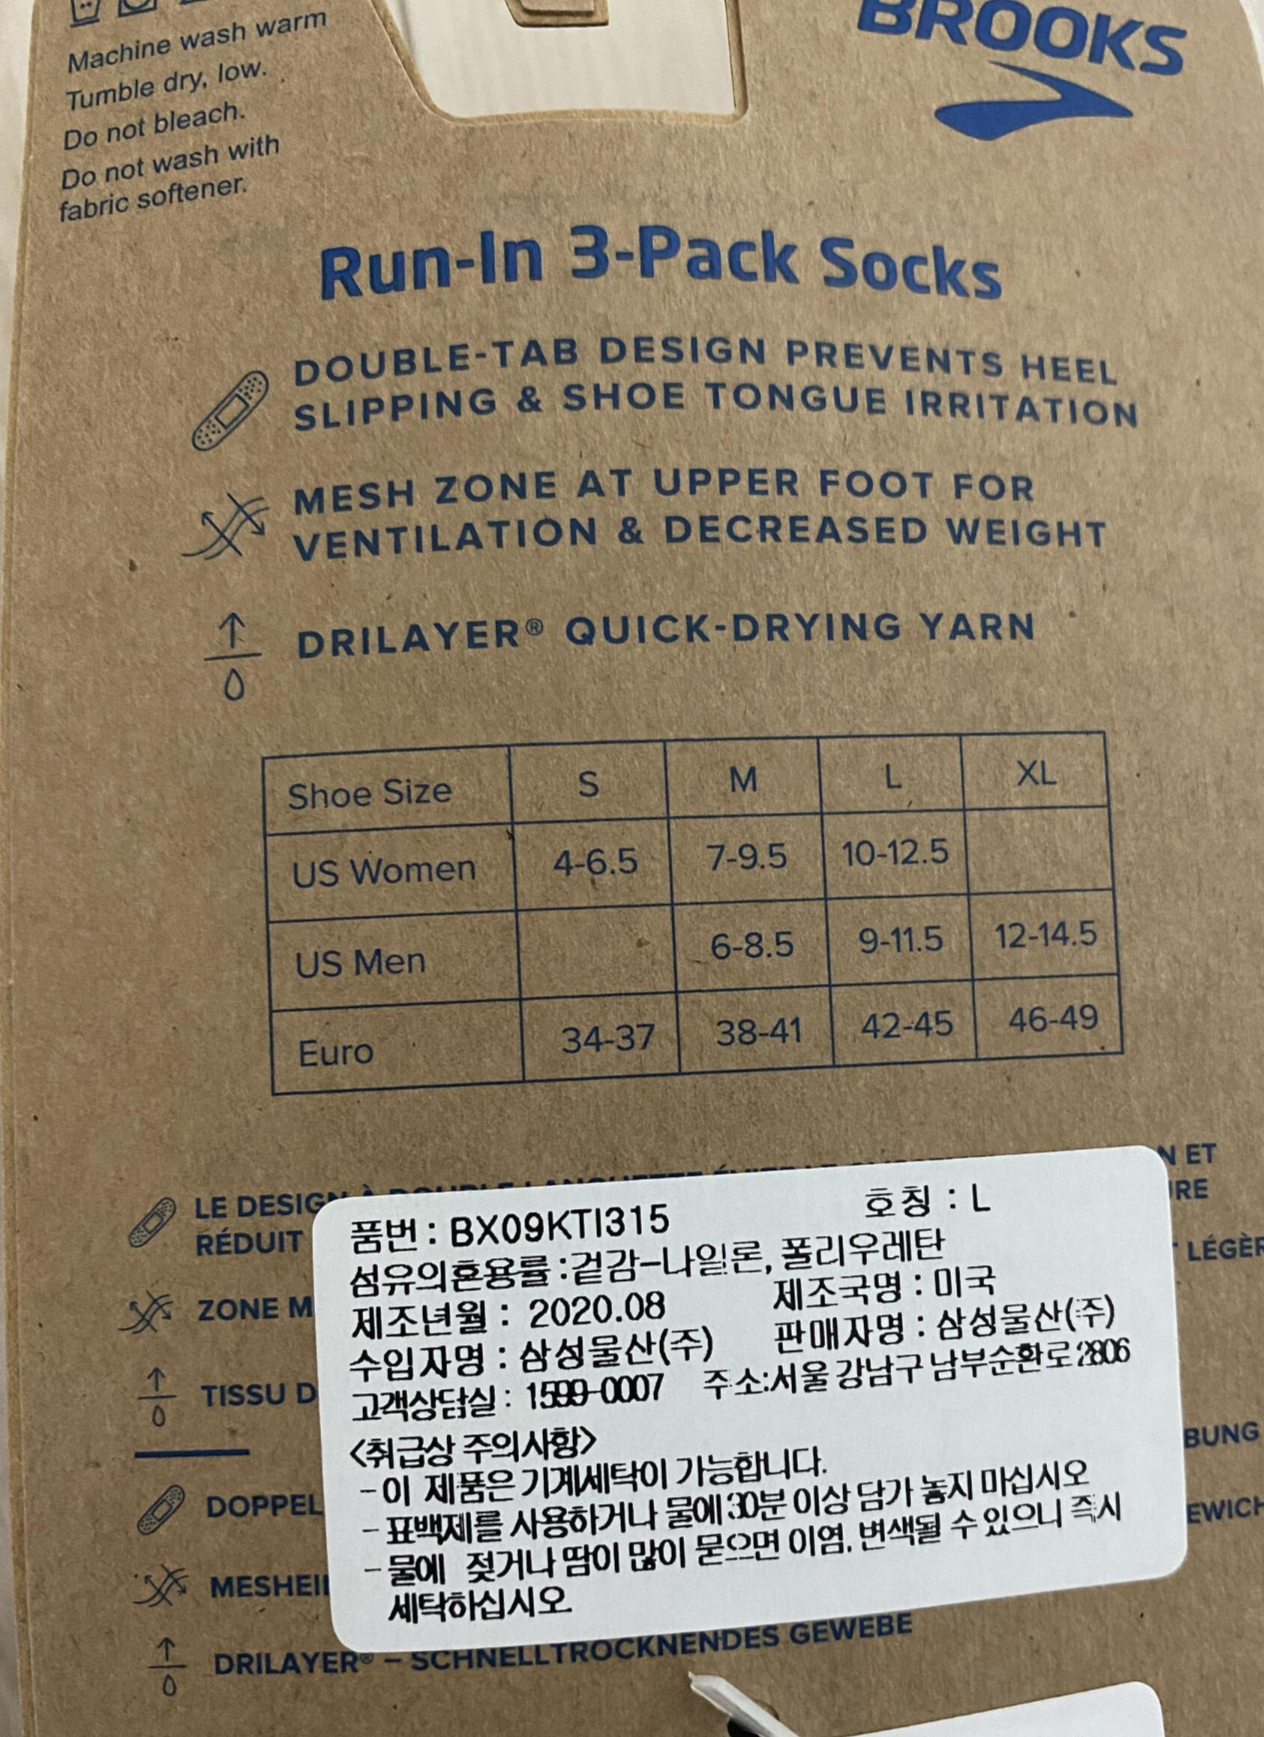 Machine wash warm
Tumble dry, low.
Do not bleach.
Do not wash with
fabric softener.
BROOKS
Run-In 3-Pack Socks
DOUBLE-TAB DESIGN PREVENTS HEEL
SLIPPING & SHOE TONGUE IRRITATION
MESH ZONE AT UPPER FOOT FOR
VENTILATION & DECREASED WEIGHT
DRILAYER® QUICK-DRYING YARN
Shoe Size S M L XL
US Women 4-6.5 7-9.5 10-12.5
US Men 6-8.5 9-11.5 12-14.5
Euro 34-37 38-41 42-45 46-49
LE DESIGN À DOUBLE LANGUETTE N ET
RÉDUIT
LÉGÈR
ZONE M
TISSU D
품번 : BX09KTI315 호칭 : L
섬유의혼용률 :겉감-나일론, 폴리우레탄
제조년월 : 2020.08 제조국명 : 미국
수입자명 : 삼성물산(주) 판매자명 : 삼성물산(주)
고객상담실 : 1599-0007 주소:서울 강남구 남부순환로 2806
<취급상 주의사항>
- 이 제품은 기계세탁이 가능합니다.
- 표백제를 사용하거나 물에 30분 이상 담가 놓지 마십시오
- 물에 젖거나 땀이 많이 묻으면 이염, 변색될 수 있으니 즉시
세탁하십시오
BUNG
DOPPEL
EWICH
MESHEI
DRILAYER® – SCHNELLTROCKNENDES GEWEBE